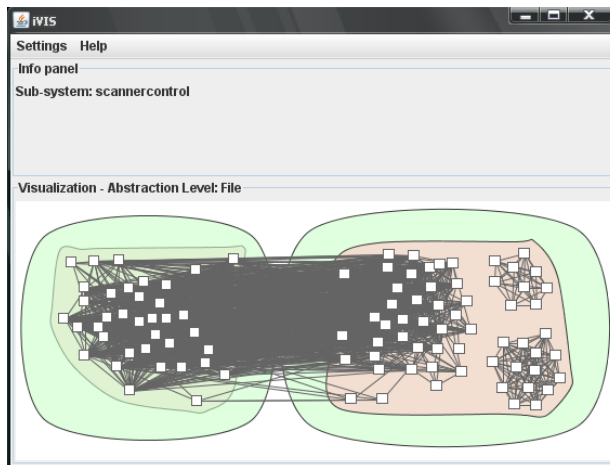 iVIS
Settings Help
Info panel
Sub-system: scannercontrol
Visualization - Abstraction Level: File